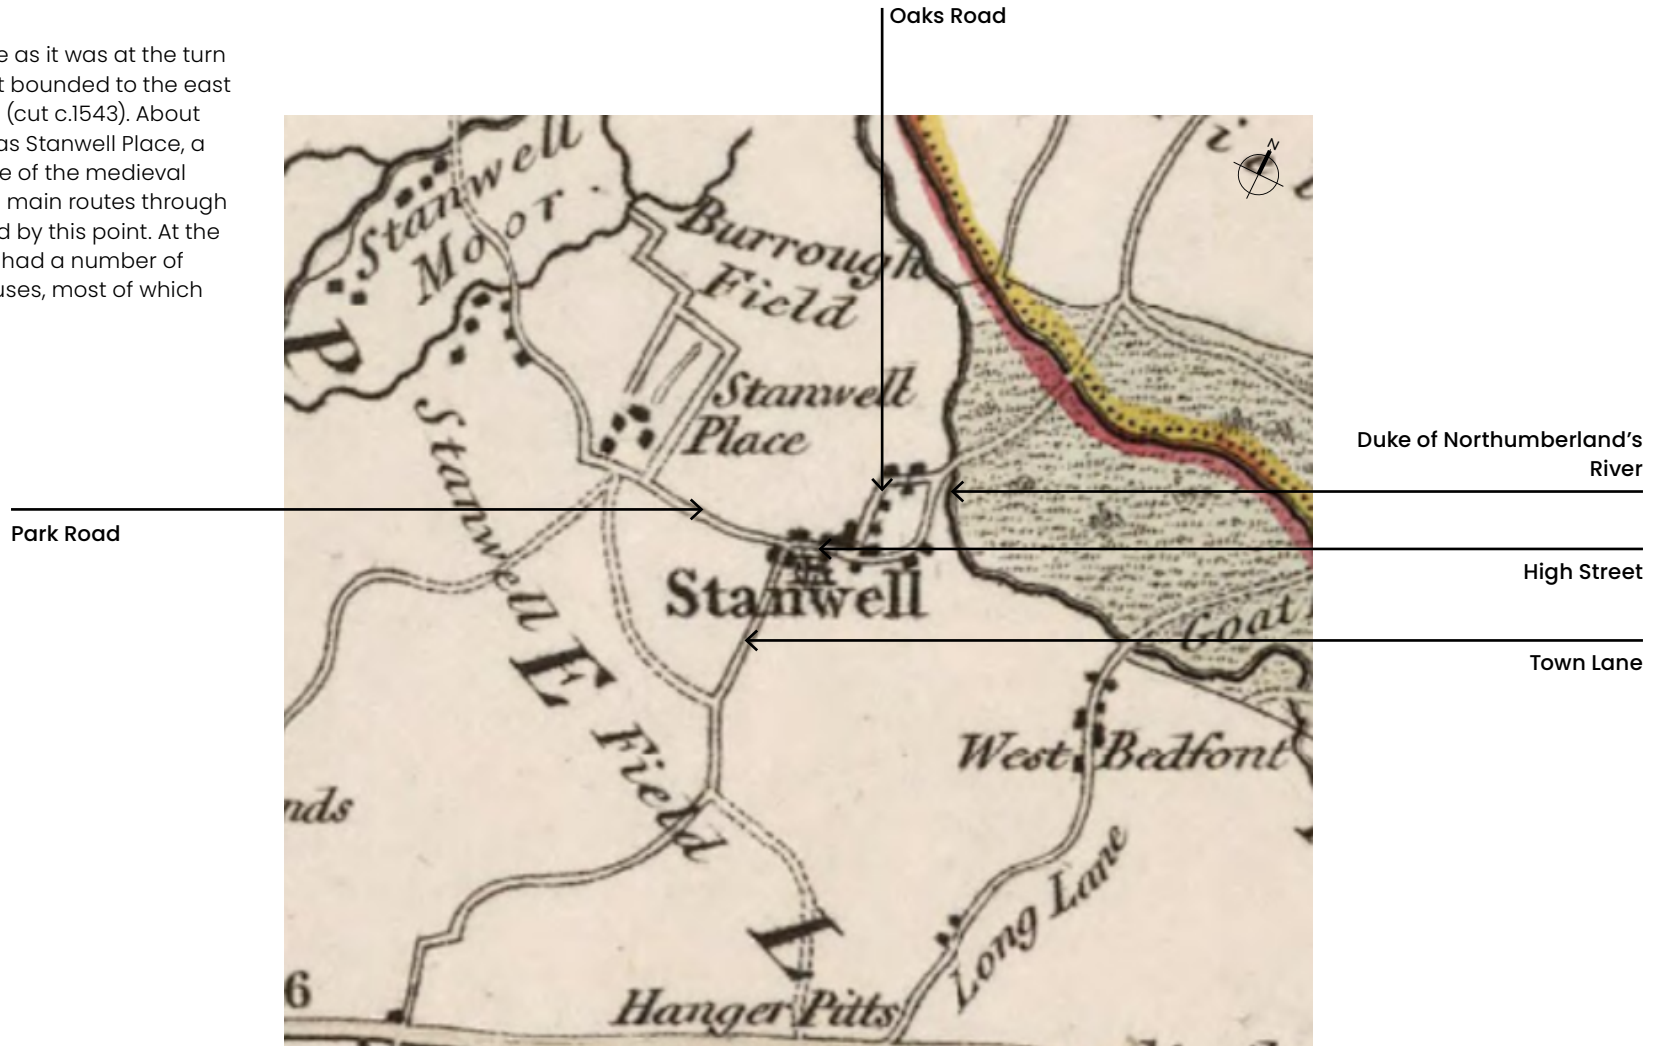 Oaks Road
e as it was at the turn
t bounded to the east
(cut c.1543). About
as Stanwell Place, a
e of the medieval
main routes through
d by this point. At the
had a number of
uses, most of which
N
Stanwell
Moor.
Burrough
Field
Stanwell
Place
Duke of Northumberland's
River
Park Road
High Street
Stanwell
Town Lane
Stanwell
Field
P
E
L
Goat
West Bedfont
nds
Long Lane
6
Hanger Pitts